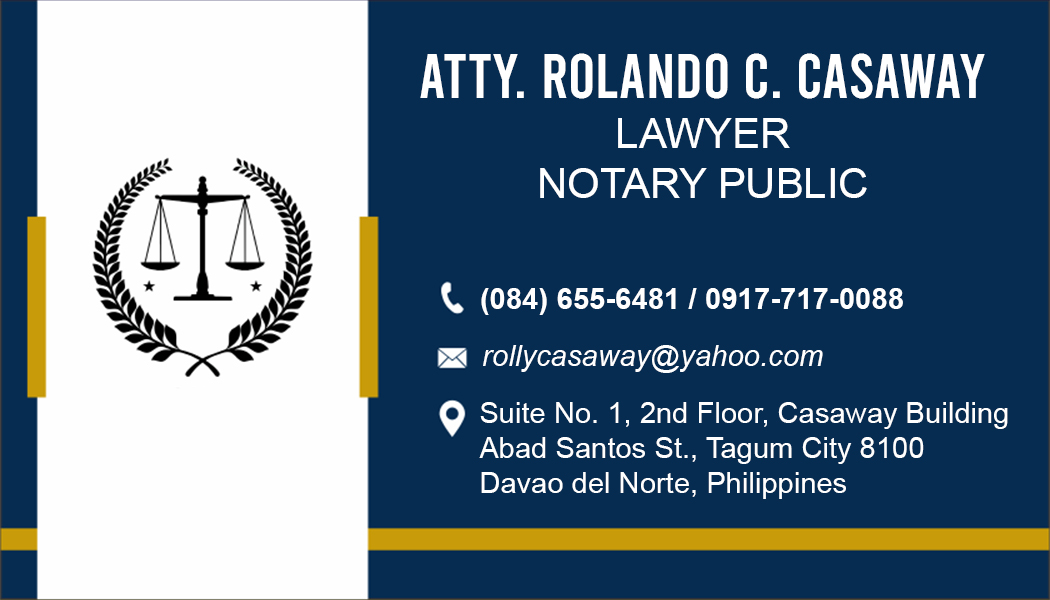 ATTY. ROLANDO C. CASAWAY
LAWYER
NOTARY PUBLIC
(084) 655-6481 / 0917-717-0088
rollycasaway@yahoo.com
Suite No. 1, 2nd Floor, Casaway Building
Abad Santos St., Tagum City 8100
Davao del Norte, Philippines